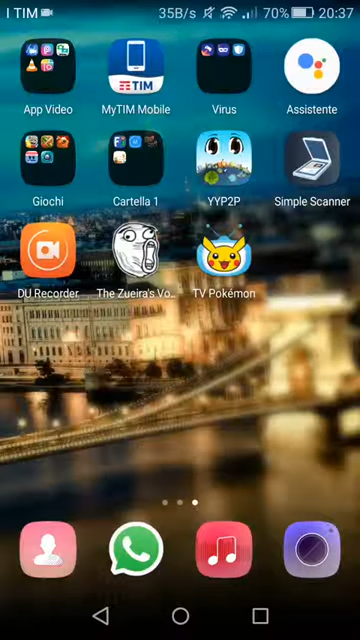 I TIM 35B/s 70% 20:37
TIM
App Video MyTIM Mobile Virus Assistente
Giochi Cartella 1 YYP2P Simple Scanner
DU Recorder The Zueira's Vo.. TV Pokémon